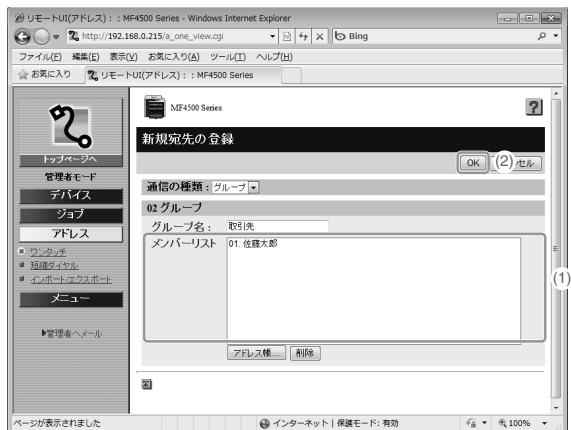 リモートUI(アドレス)：: MF4500 Series - Windows Internet Explorer
http://192.168.0.215/a_one_view.cgi
Bing
ファイル(F) 編集(E) 表示(V) お気に入り(A) ツール(T) ヘルプ(H)
お気に入り リモートUI(アドレス)：: MF4500 Series
MF4500 Series
?
新規宛先の登録
トップページへ
OK (2) セル
管理者モード
通信の種類： グループ
デバイス
02 グループ
ジョブ
グループ名： 取引先
アドレス
メンバーリスト 01. 佐藤太郎
ワンタッチ
短縮ダイヤル
インポート/エクスポート
(1)
メニュー
管理者へメール
アドレス帳... 削除
ページが表示されました インターネット | 保護モード: 有効 100%